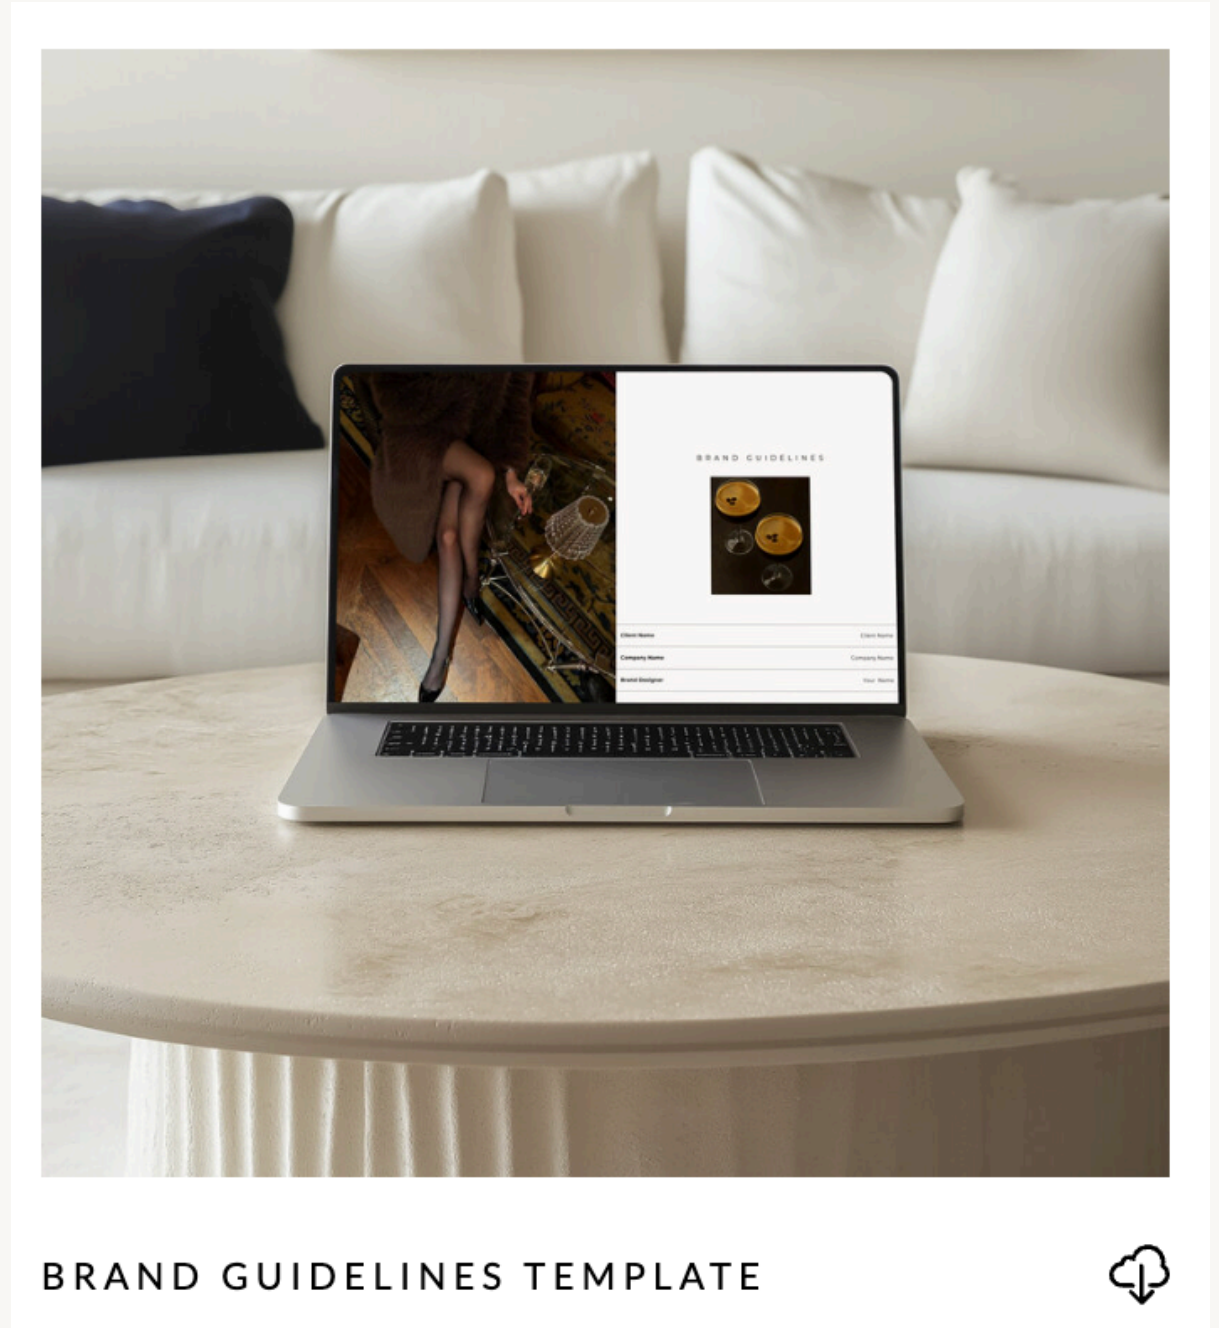 BRAND GUIDELINES
Client Name Client Name
Company Name Company Name
Brand Designer Your Name
BRAND GUIDELINES TEMPLATE